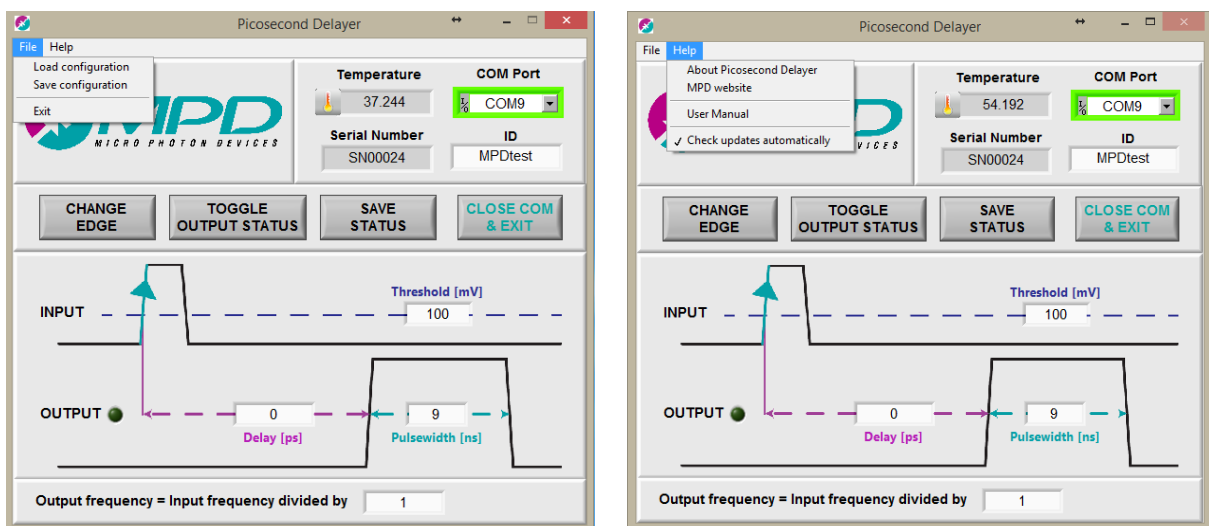 Picosecond Delayer
File Help
Load configuration
Save configuration
Exit
MPD
MICRO PHOTON DEVICES
Temperature
37.244
COM Port
COM9
Serial Number
SN00024
ID
MPDtest
CHANGE
EDGE
TOGGLE
OUTPUT STATUS
SAVE
STATUS
CLOSE COM
& EXIT
INPUT
Threshold [mV]
100
OUTPUT
0
Delay [ps]
9
Pulsewidth [ns]
Output frequency = Input frequency divided by 1
Picosecond Delayer
File Help
About Picosecond Delayer
MPD website
User Manual
✓ Check updates automatically
D
VICES
Temperature
54.192
COM Port
COM9
Serial Number
SN00024
ID
MPDtest
CHANGE
EDGE
TOGGLE
OUTPUT STATUS
SAVE
STATUS
CLOSE COM
& EXIT
INPUT
Threshold [mV]
100
OUTPUT
0
Delay [ps]
9
Pulsewidth [ns]
Output frequency = Input frequency divided by 1